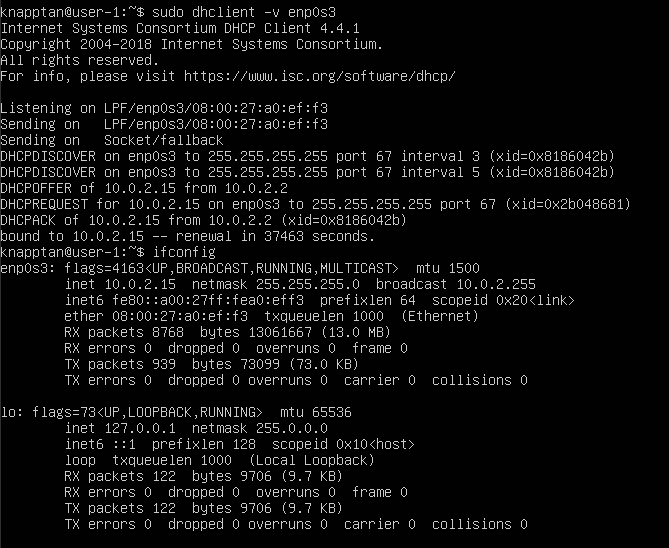 knapptan@user-1:~$ sudo dhclient -v enp0s3
Internet Systems Consortium DHCP Client 4.4.1
Copyright 2004-2018 Internet Systems Consortium.
All rights reserved.
For info, please visit https://www.isc.org/software/dhcp/

Listening on LPF/enp0s3/08:00:27:a0:ef:f3
Sending on   LPF/enp0s3/08:00:27:a0:ef:f3
Sending on   Socket/fallback
DHCPDISCOVER on enp0s3 to 255.255.255.255 port 67 interval 3 (xid=0x8186042b)
DHCPDISCOVER on enp0s3 to 255.255.255.255 port 67 interval 5 (xid=0x8186042b)
DHCPOFFER of 10.0.2.15 from 10.0.2.2
DHCPREQUEST for 10.0.2.15 on enp0s3 to 255.255.255.255 port 67 (xid=0x2b048681)
DHCPACK of 10.0.2.15 from 10.0.2.2 (xid=0x8186042b)
bound to 10.0.2.15 -- renewal in 37463 seconds.
knapptan@user-1:~$ ifconfig
enp0s3: flags=4163<UP,BROADCAST,RUNNING,MULTICAST>  mtu 1500
        inet 10.0.2.15  netmask 255.255.255.0  broadcast 10.0.2.255
        inet6 fe80::a00:27ff:fea0:eff3  prefixlen 64  scopeid 0x20<link>
        ether 08:00:27:a0:ef:f3  txqueuelen 1000  (Ethernet)
        RX packets 8768  bytes 13061667 (13.0 MB)
        RX errors 0  dropped 0  overruns 0  frame 0
        TX packets 939  bytes 73099 (73.0 KB)
        TX errors 0  dropped 0 overruns 0  carrier 0  collisions 0

lo: flags=73<UP,LOOPBACK,RUNNING>  mtu 65536
        inet 127.0.0.1  netmask 255.0.0.0
        inet6 ::1  prefixlen 128  scopeid 0x10<host>
        loop  txqueuelen 1000  (Local Loopback)
        RX packets 122  bytes 9706 (9.7 KB)
        RX errors 0  dropped 0  overruns 0  frame 0
        TX packets 122  bytes 9706 (9.7 KB)
        TX errors 0  dropped 0 overruns 0  carrier 0  collisions 0